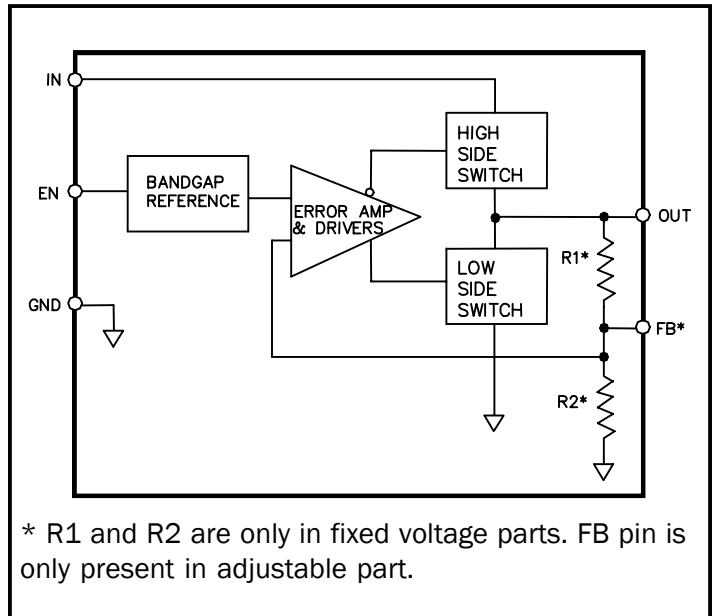 IN
HIGH
SIDE
SWITCH
EN
BANDGAP
REFERENCE
ERROR AMP
& DRIVERS
OUT
R1*
LOW
SIDE
SWITCH
GND
FB*
R2*
* R1 and R2 are only in fixed voltage parts. FB pin is
only present in adjustable part.